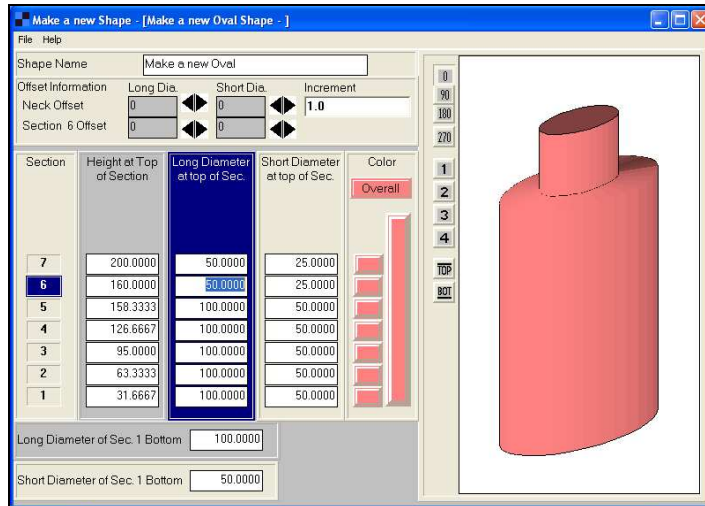 Make a new Shape - [Make a new Oval Shape - ]
File Help
Shape Name Make a new Oval
Offset Information Long Dia. Short Dia. Increment
Neck Offset 0 0 1.0
Section 6 Offset 0 0
Section Height at Top of Section Long Diameter at top of Sec. Short Diameter at top of Sec. Color
Overall
7 200.0000 50.0000 25.0000
6 160.0000 50.0000 25.0000
5 158.3333 100.0000 50.0000
4 126.6667 100.0000 50.0000
3 95.0000 100.0000 50.0000
2 63.3333 100.0000 50.0000
1 31.6667 100.0000 50.0000
Long Diameter of Sec. 1 Bottom 100.0000
Short Diameter of Sec. 1 Bottom 50.0000
0
90
180
270
1
2
3
4
TOP
BOT